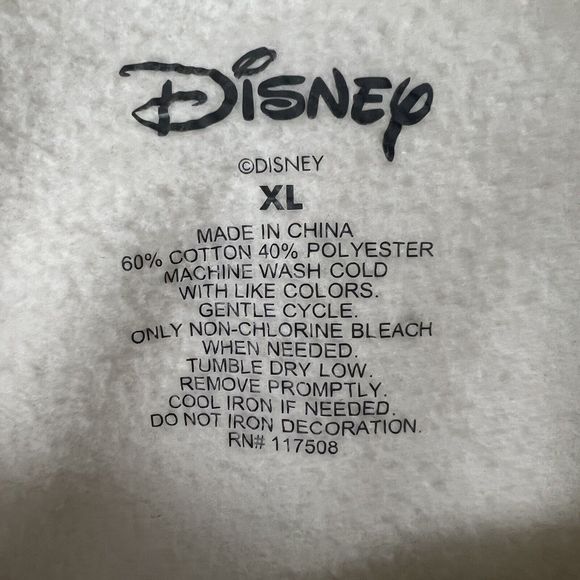 Disney
©DISNEY
XL
MADE IN CHINA
60% COTTON 40% POLYESTER
MACHINE WASH COLD
WITH LIKE COLORS.
GENTLE CYCLE.
ONLY NON-CHLORINE BLEACH
WHEN NEEDED.
TUMBLE DRY LOW.
REMOVE PROMPTLY.
COOL IRON IF NEEDED.
DO NOT IRON DECORATION.
RN# 117508